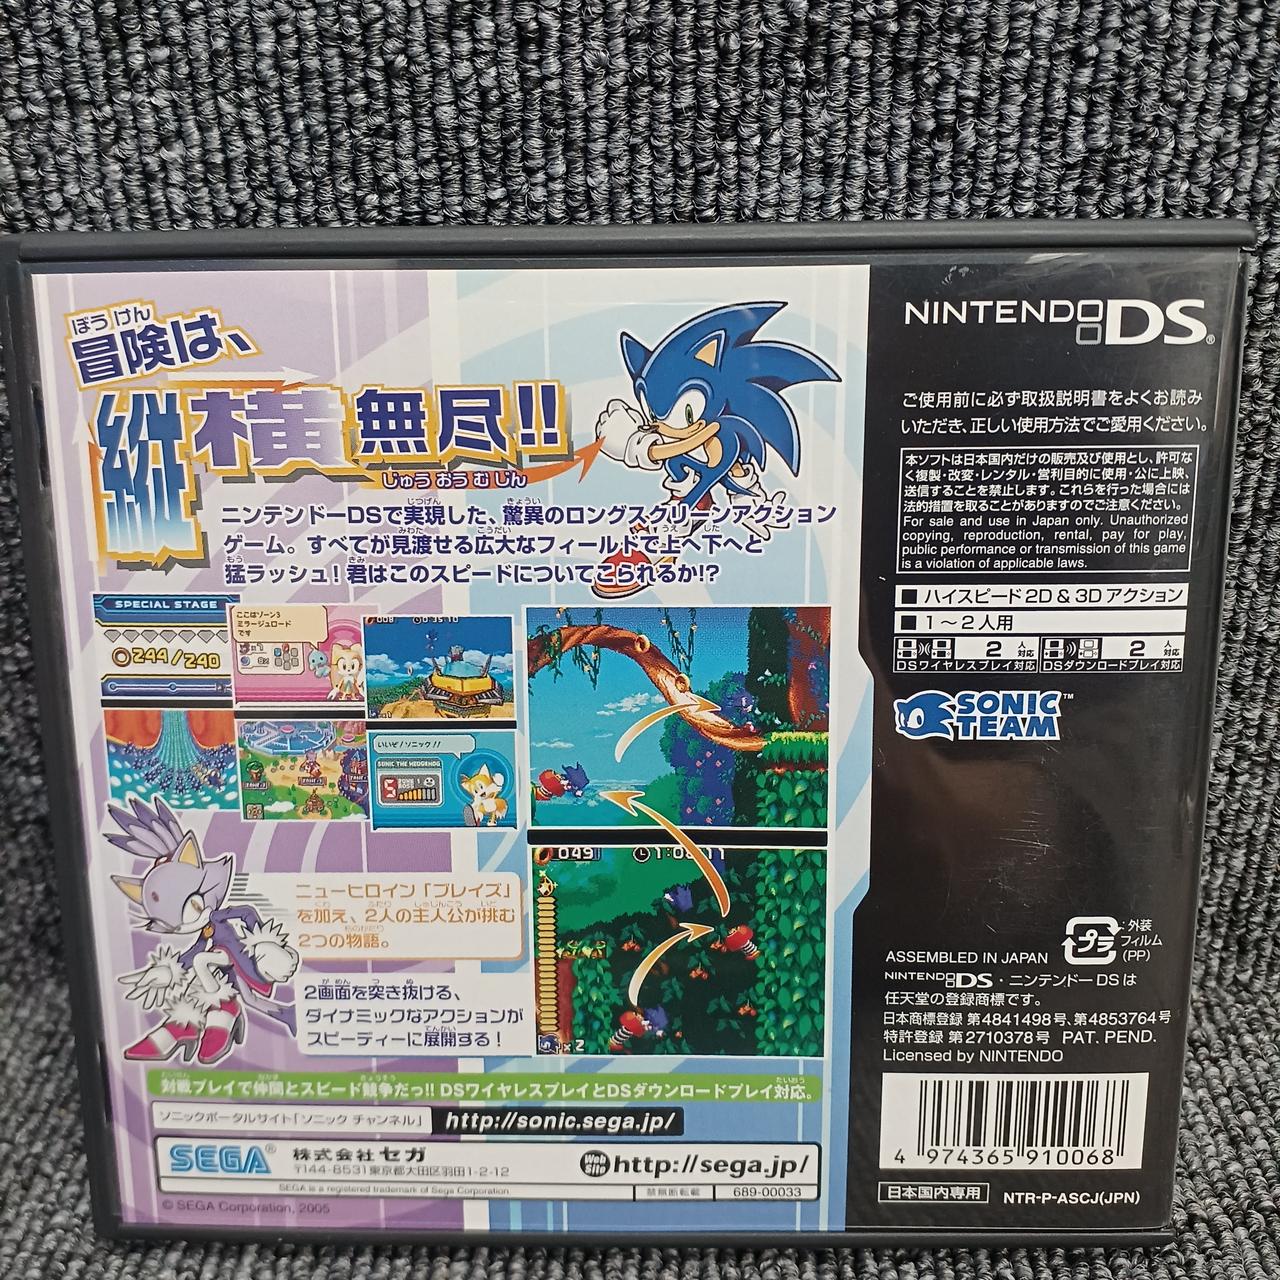 ぼうけん
冒険は、
縦横無尽!!
じゅうおうむじん
ニンテンドーDSで実現した、驚異のロングスクリーンアクション
ゲーム。すべてが見渡せる広大なフィールドで上へ下へと
猛ラッシュ!君はこのスピードについてこられるか!?
SPECIAL STAGE
244/240
ここはゾーン3
ミラージュロード
です
008
0:35:10
いいぞ!ソニック!!
SONIC THE HEDGEHOG
ニューヒロイン「ブレイズ」
を加え、2人の主人公が挑む
2つの物語。
2画面を突き抜ける、
ダイナミックなアクションが
スピーディーに展開する!
049
対戦プレイで仲間とスピード競争だっ!! DSワイヤレスプレイとDSダウンロードプレイ対応。
ソニックポータルサイト「ソニック チャンネル」 http://sonic.sega.jp/
SEGA® 株式会社セガ
〒144-8531東京都大田区羽田1-2-12
Web Site http://sega.jp/
SEGA is a registered trademark of Sega Corporation.
禁無断転載 689-00033
© SEGA Corporation, 2005
NINTENDO DS®
ご使用前に必ず取扱説明書をよくお読み
いただき、正しい使用方法でご愛用ください。
本ソフトは日本国内だけの販売及び使用とし、許可な
く複製・改変・レンタル・営利目的に使用・公に上映、
送信することを禁止します。これらを行った場合には
法的措置を取ることがありますのでご注意ください。
For sale and use in Japan only. Unauthorized
copying, reproduction, rental, pay for play,
public performance or transmission of this game
is a violation of applicable laws.
■ ハイスピード2D & 3D アクション
■ 1〜2人用
2人対応 2人対応
DSワイヤレスプレイ対応 DSダウンロードプレイ対応
SONIC TEAM™
プラ :外装
フィルム
(PP)
ASSEMBLED IN JAPAN
NINTENDO DS・ニンテンドーDSは
任天堂の登録商標です。
日本商標登録 第4841498号、第4853764号
特許登録 第2710378号 PAT. PEND.
Licensed by NINTENDO
4 974365 910068
日本国内専用 NTR-P-ASCJ(JPN)